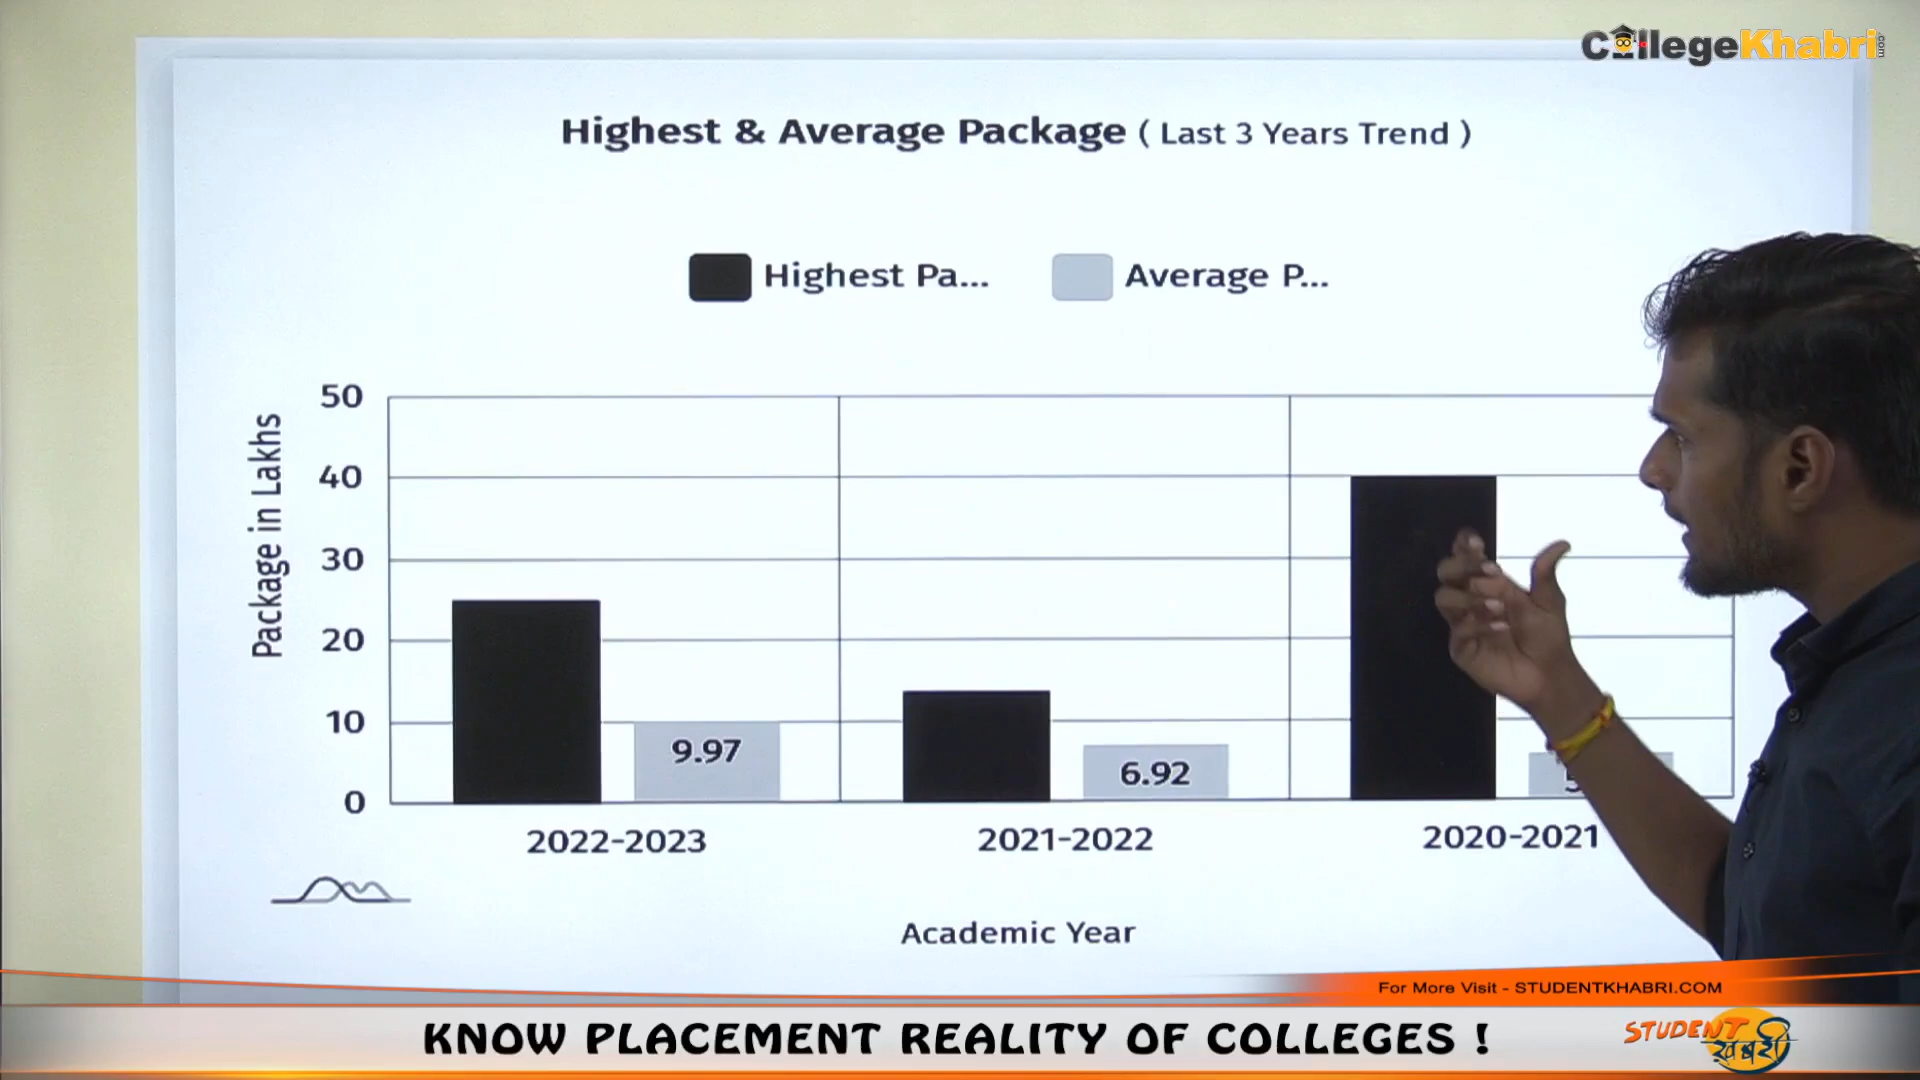 CollegeKhabri.com
Highest & Average Package ( Last 3 Years Trend )
Highest Pa...
Average P...
Package in Lakhs
50
40
30
20
10
0
9.97
6.92
2022-2023
2021-2022
2020-2021
Academic Year
For More Visit - STUDENTKHABRI.COM
KNOW PLACEMENT REALITY OF COLLEGES !
STUDENT
ख़बरी